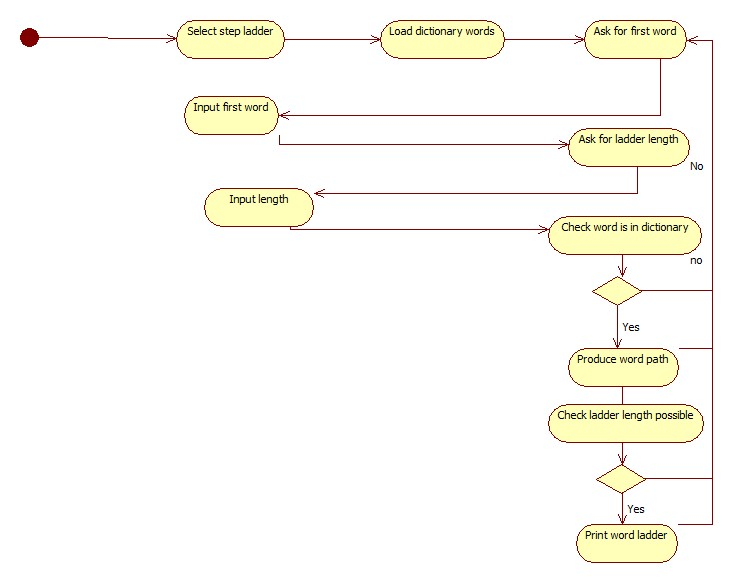 Select step ladder
Load dictionary words
Ask for first word
Input first word
Ask for ladder length
No
Input length
Check word is in dictionary
no
Yes
Produce word path
Check ladder length possible
Yes
Print word ladder